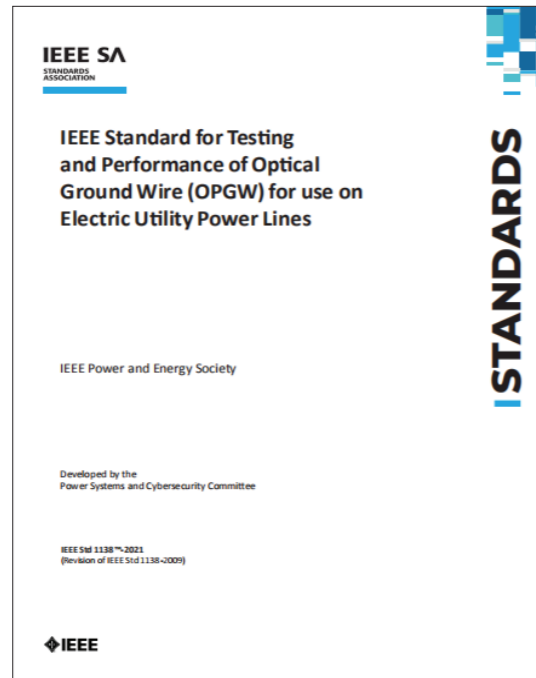 IEEE SA
STANDARDS
ASSOCIATION
IEEE Standard for Testing
and Performance of Optical
Ground Wire (OPGW) for use on
Electric Utility Power Lines
STANDARDS
IEEE Power and Energy Society
Developed by the
Power Systems and Cybersecurity Committee
IEEE Std 1138™-2021
(Revision of IEEE Std 1138-2009)
IEEE